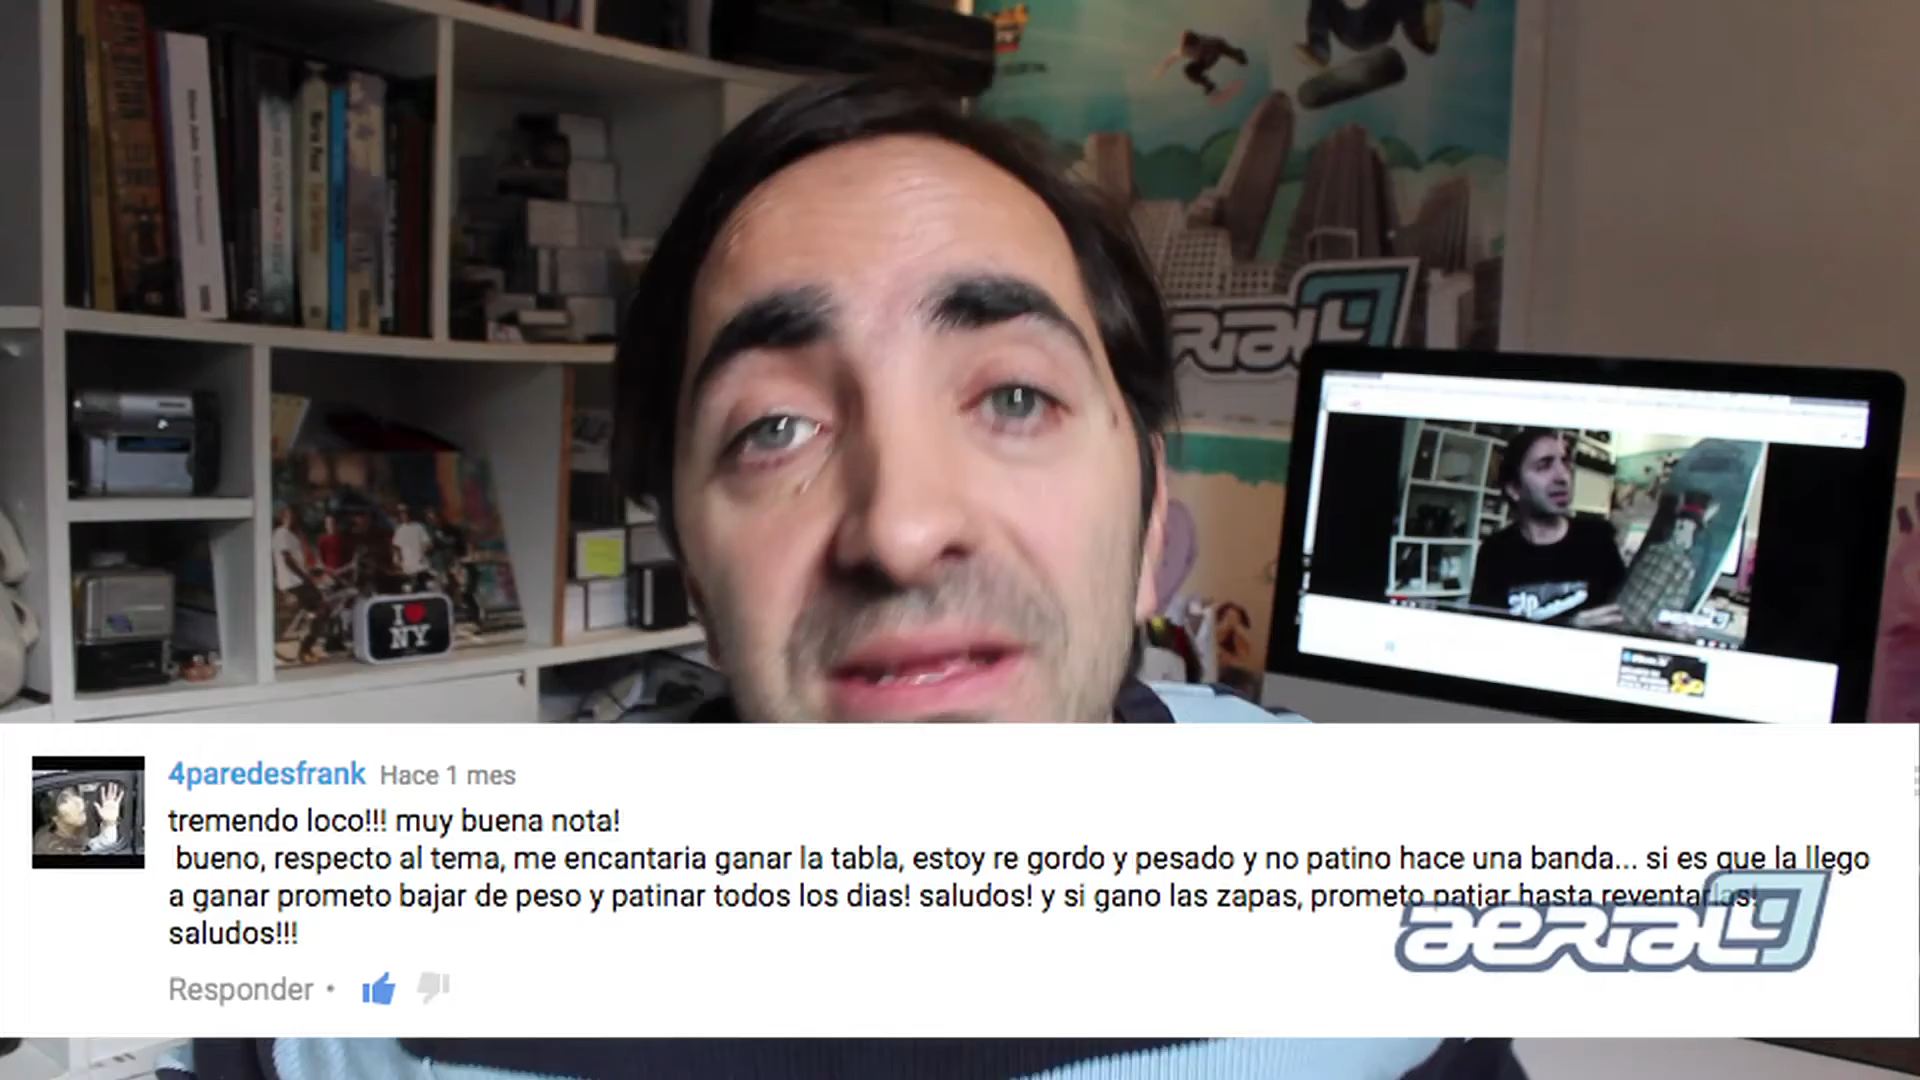 I ♥
NY
4paredesfrank Hace 1 mes
tremendo loco!!! muy buena nota!
bueno, respecto al tema, me encantaria ganar la tabla, estoy re gordo y pesado y no patino hace una banda... si es que la llego
a ganar prometo bajar de peso y patinar todos los dias! saludos! y si gano las zapas, prometo patiar hasta reventarlas!
saludos!!!
Responder •
aerial